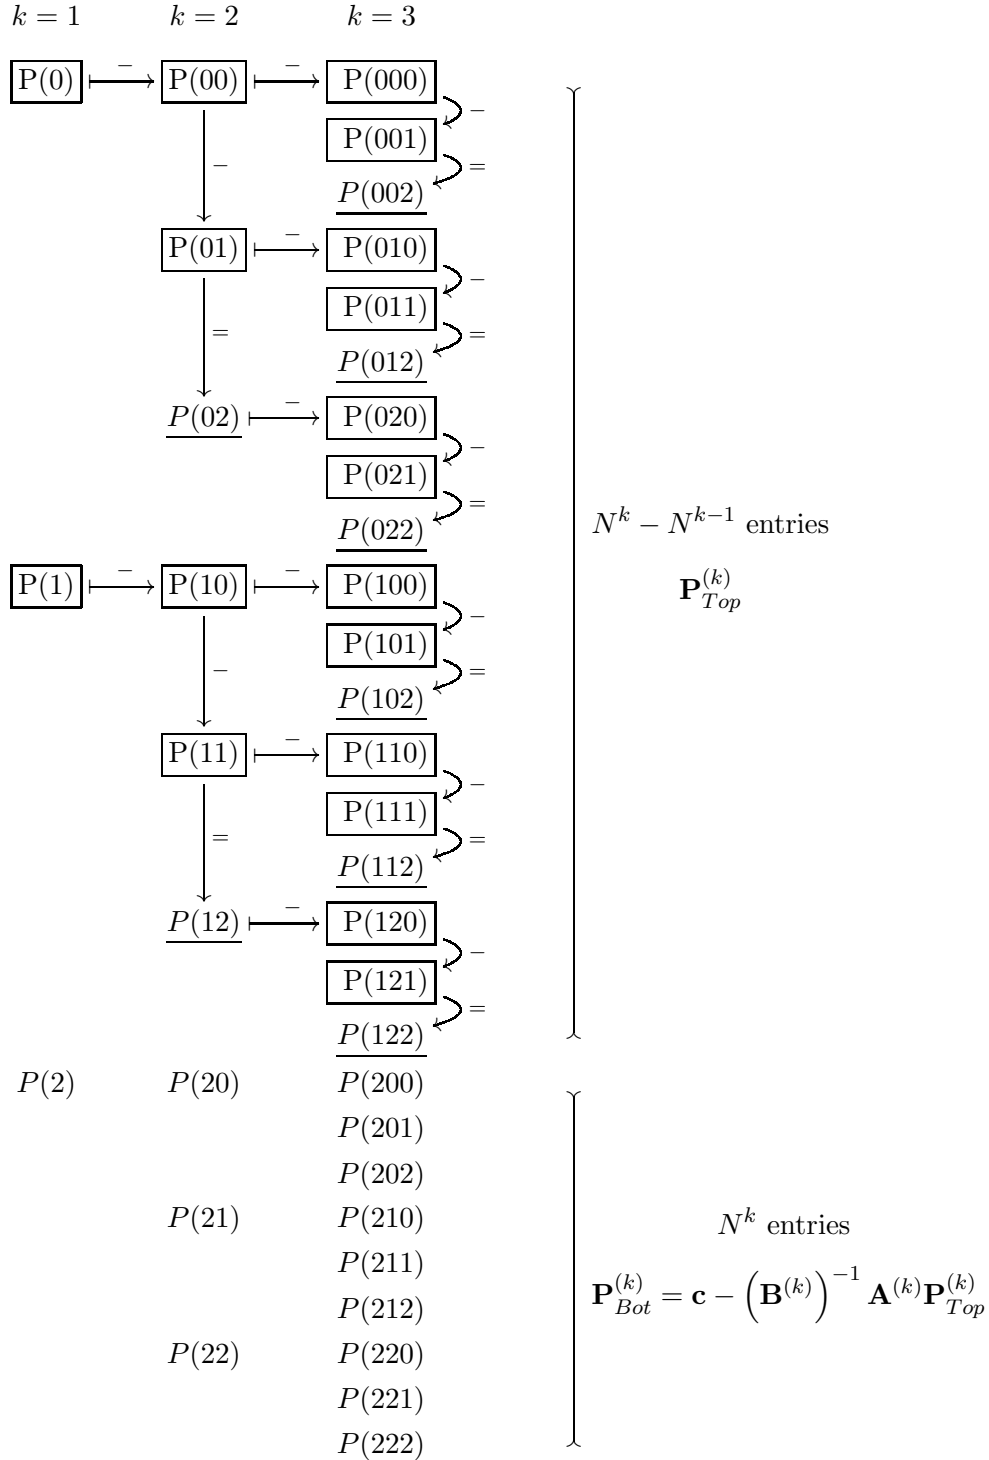 k = 1 k = 2 k = 3
P(0) − P(00) − P(000)
−
P(001)
− =
P(002)
P(01) − P(010)
−
P(011)
= =
P(012)
P(02) − P(020)
−
P(021)
=
P(022)
N^k − N^{k−1} entries
P(1) − P(10) − P(100)
𝐏_{Top}^{(k)}
−
P(101)
− =
P(102)
P(11) − P(110)
−
P(111)
= =
P(112)
P(12) − P(120)
−
P(121)
=
P(122)
P(2) P(20) P(200)
P(201)
P(202)
P(21) P(210)
N^k entries
P(211)
𝐏_{Bot}^{(k)} = 𝐜 − (𝐁^{(k)})^{−1} 𝐀^{(k)} 𝐏_{Top}^{(k)}
P(212)
P(22) P(220)
P(221)
P(222)